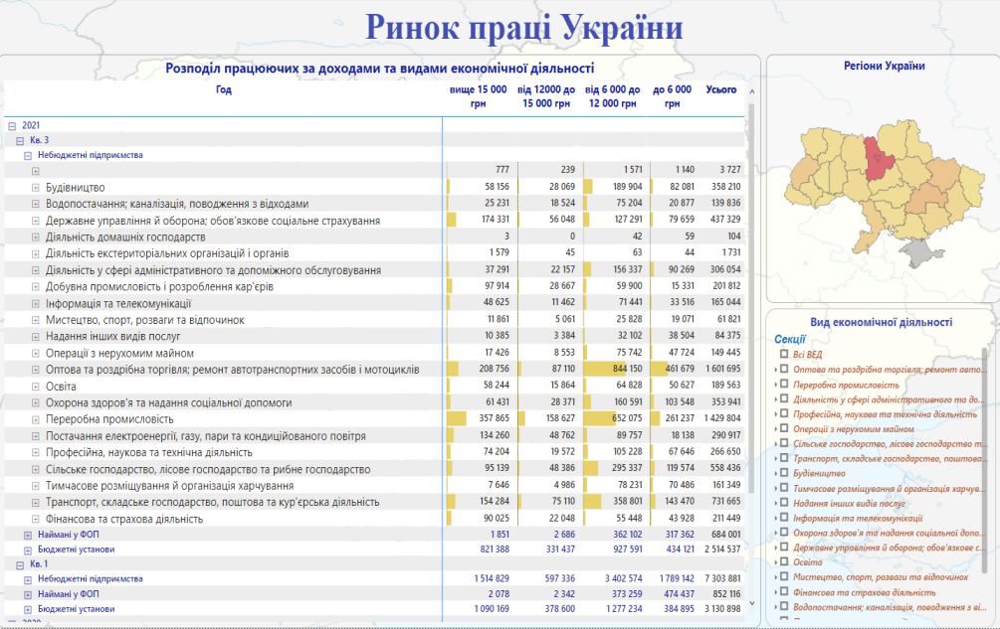 Ринок праці України
Розподіл працюючих за доходами та видами економічної діяльності
Год вище 15 000 грн від 12000 до 15 000 грн від 6 000 до 12 000 грн до 6 000 грн Усього
2021
Кв. 3
Небюджетні підприємства
777 239 1 571 1 140 3 727
Будівництво 58 156 28 069 189 904 82 081 358 210
Водопостачання; каналізація, поводження з відходами 25 231 18 524 75 204 20 877 139 836
Державне управління й оборона; обов'язкове соціальне страхування 174 331 56 048 127 291 79 659 437 329
Діяльність домашніх господарств 3 0 42 59 104
Діяльність екстериторіальних організацій і органів 1 579 45 63 44 1 731
Діяльність у сфері адміністративного та допоміжного обслуговування 37 291 22 157 156 337 90 269 306 054
Добувна промисловість і розроблення кар'єрів 97 914 28 667 59 900 15 331 201 812
Інформація та телекомунікації 48 625 11 462 71 441 33 516 165 044
Мистецтво, спорт, розваги та відпочинок 11 861 5 061 25 828 19 071 61 821
Надання інших видів послуг 10 385 3 384 32 102 38 504 84 375
Операції з нерухомим майном 17 426 8 553 75 742 47 724 149 445
Оптова та роздрібна торгівля; ремонт автотранспортних засобів і мотоциклів 208 756 87 110 844 150 461 679 1 601 695
Освіта 58 244 15 864 64 828 50 627 189 563
Охорона здоров'я та надання соціальної допомоги 61 431 28 371 160 591 103 548 353 941
Переробна промисловість 357 865 158 627 652 075 261 237 1 429 804
Постачання електроенергії, газу, пари та кондиційованого повітря 134 260 48 762 89 757 18 138 290 917
Професійна, наукова та технічна діяльність 74 204 19 572 105 228 67 646 266 650
Сільське господарство, лісове господарство та рибне господарство 95 139 48 386 295 337 119 574 558 436
Тимчасове розміщування й організація харчування 7 646 4 986 78 231 70 486 161 349
Транспорт, складське господарство, поштова та кур'єрська діяльність 154 284 75 110 358 801 143 470 731 665
Фінансова та страхова діяльність 90 025 22 048 55 448 43 928 211 449
Наймані у ФОП 1 851 2 686 362 102 317 362 684 001
Бюджетні установи 821 388 331 437 927 591 434 121 2 514 537
Кв. 1
Небюджетні підприємства 1 514 829 597 336 3 402 574 1 789 142 7 303 881
Наймані у ФОП 2 078 2 342 373 259 474 437 852 116
Бюджетні установи 1 090 169 378 600 1 277 234 384 895 3 130 898
Регіони України
Вид економічної діяльності
Секції
Всі ВЕД
Оптова та роздрібна торгівля; ремонт авто...
Переробна промисловість
Діяльність у сфері адміністративного та до...
Професійна, наукова та технічна діяльність
Операції з нерухомим майном
Сільське господарство, лісове господарство т...
Транспорт, складське господарство, поштова...
Будівництво
Тимчасове розміщування й організація харчув...
Надання інших видів послуг
Інформація та телекомунікації
Охорона здоров'я та надання соціальної допо...
Державне управління й оборона; обов'язкове с...
Освіта
Мистецтво, спорт, розваги та відпочинок
Фінансова та страхова діяльність
Водопостачання; каналізація, поводження з ві...